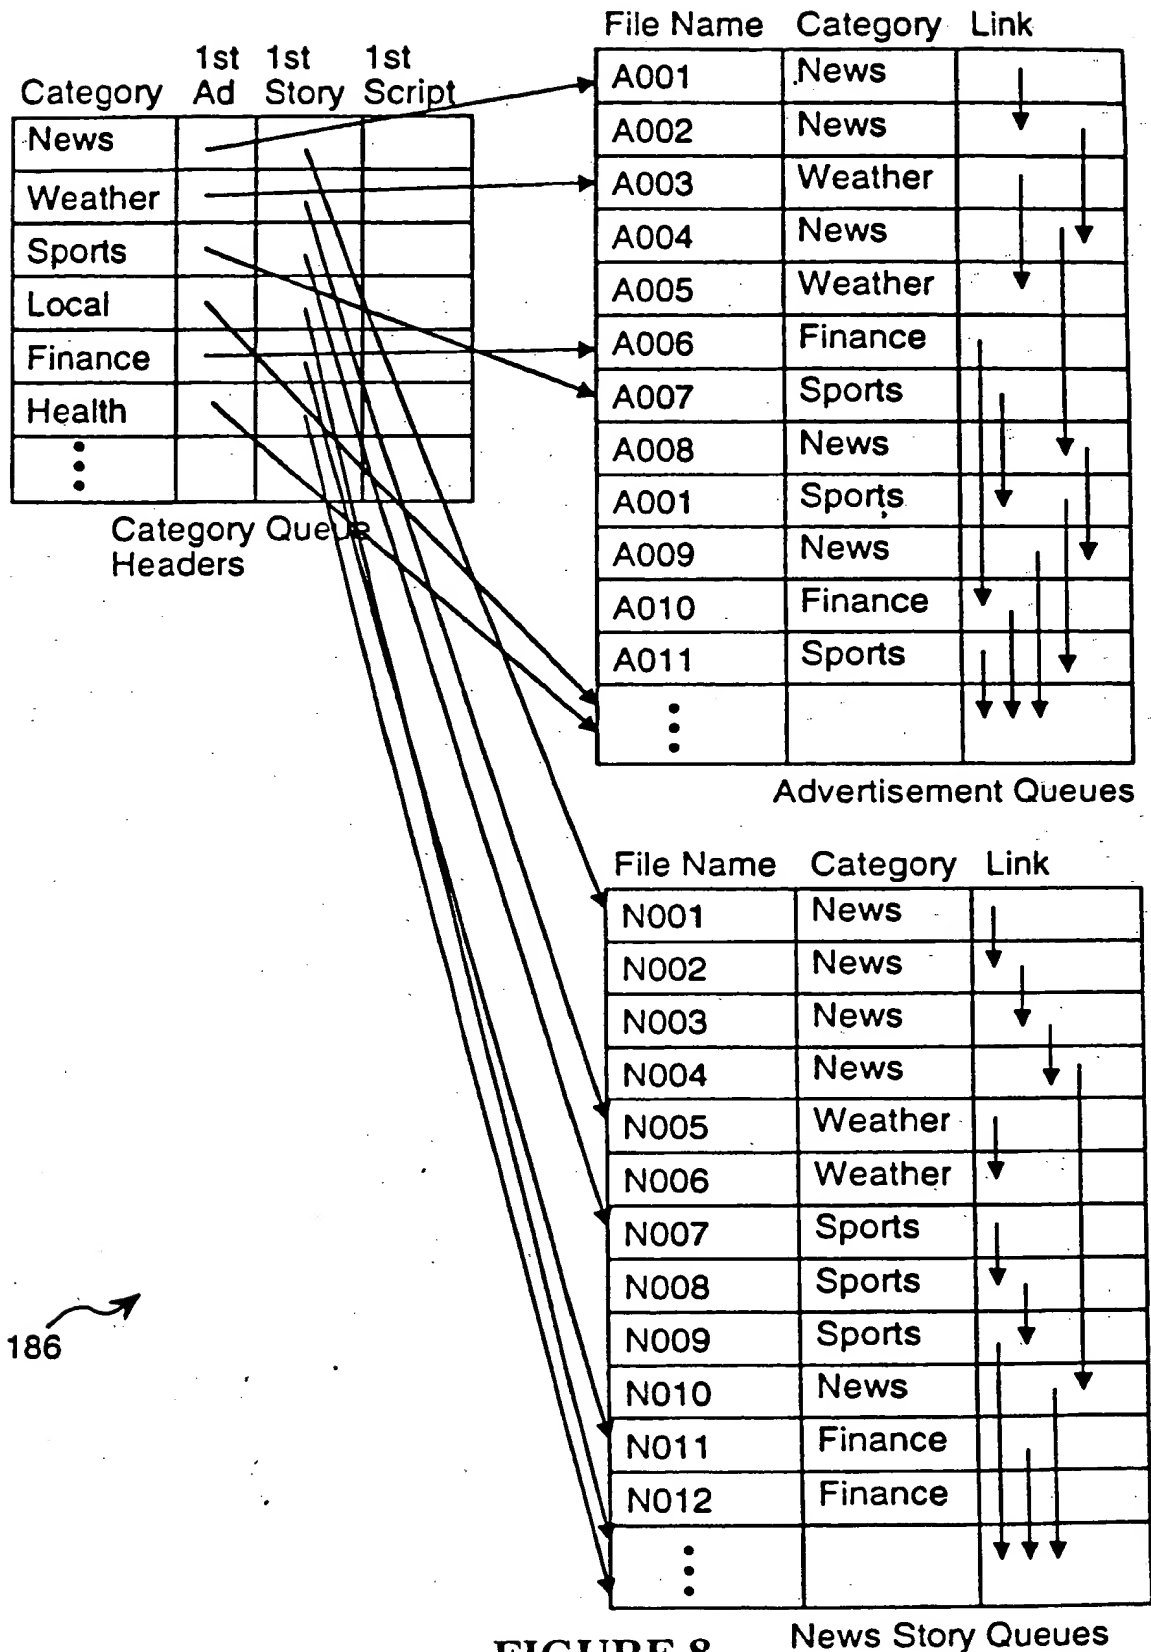 Category 1st Ad 1st Story 1st Script
News
Weather
Sports
Local
Finance
Health
Category Queue
Headers
File Name Category Link
A001 News
A002 News
A003 Weather
A004 News
A005 Weather
A006 Finance
A007 Sports
A008 News
A001 Sports
A009 News
A010 Finance
A011 Sports
Advertisement Queues
File Name Category Link
N001 News
N002 News
N003 News
N004 News
N005 Weather
N006 Weather
N007 Sports
N008 Sports
N009 Sports
N010 News
N011 Finance
N012 Finance
News Story Queues
186
FIGURE 8